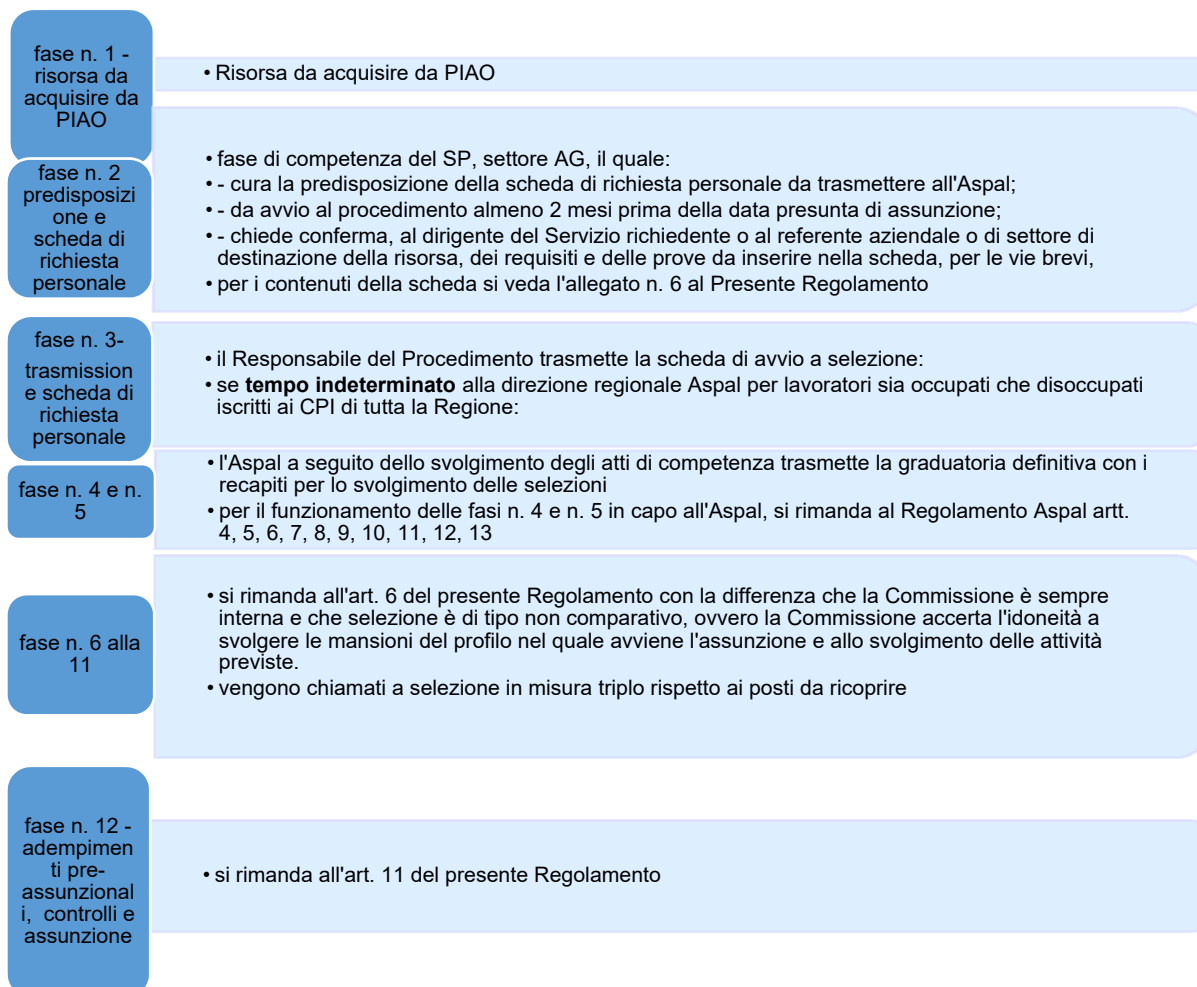 fase n. 1 -
risorsa da
acquisire da
PIAO
• Risorsa da acquisire da PIAO
fase n. 2
predisposizi
one e
scheda di
richiesta
personale
• fase di competenza del SP, settore AG, il quale:
• - cura la predisposizione della scheda di richiesta personale da trasmettere all'Aspal;
• - da avvio al procedimento almeno 2 mesi prima della data presunta di assunzione;
• - chiede conferma, al dirigente del Servizio richiedente o al referente aziendale o di settore di
destinazione della risorsa, dei requisiti e delle prove da inserire nella scheda, per le vie brevi,
• per i contenuti della scheda si veda l'allegato n. 6 al Presente Regolamento
fase n. 3-
trasmission
e scheda di
richiesta
personale
• il Responsabile del Procedimento trasmette la scheda di avvio a selezione:
• se tempo indeterminato alla direzione regionale Aspal per lavoratori sia occupati che disoccupati
iscritti ai CPI di tutta la Regione:
fase n. 4 e n.
5
• l'Aspal a seguito dello svolgimento degli atti di competenza trasmette la graduatoria definitiva con i
recapiti per lo svolgimento delle selezioni
• per il funzionamento delle fasi n. 4 e n. 5 in capo all'Aspal, si rimanda al Regolamento Aspal artt.
4, 5, 6, 7, 8, 9, 10, 11, 12, 13
fase n. 6 alla
11
• si rimanda all'art. 6 del presente Regolamento con la differenza che la Commissione è sempre
interna e che selezione è di tipo non comparativo, ovvero la Commissione accerta l'idoneità a
svolgere le mansioni del profilo nel quale avviene l'assunzione e allo svolgimento delle attività
previste.
• vengono chiamati a selezione in misura triplo rispetto ai posti da ricoprire
fase n. 12 -
adempimen
ti pre-
assunzional
i, controlli e
assunzione
• si rimanda all'art. 11 del presente Regolamento